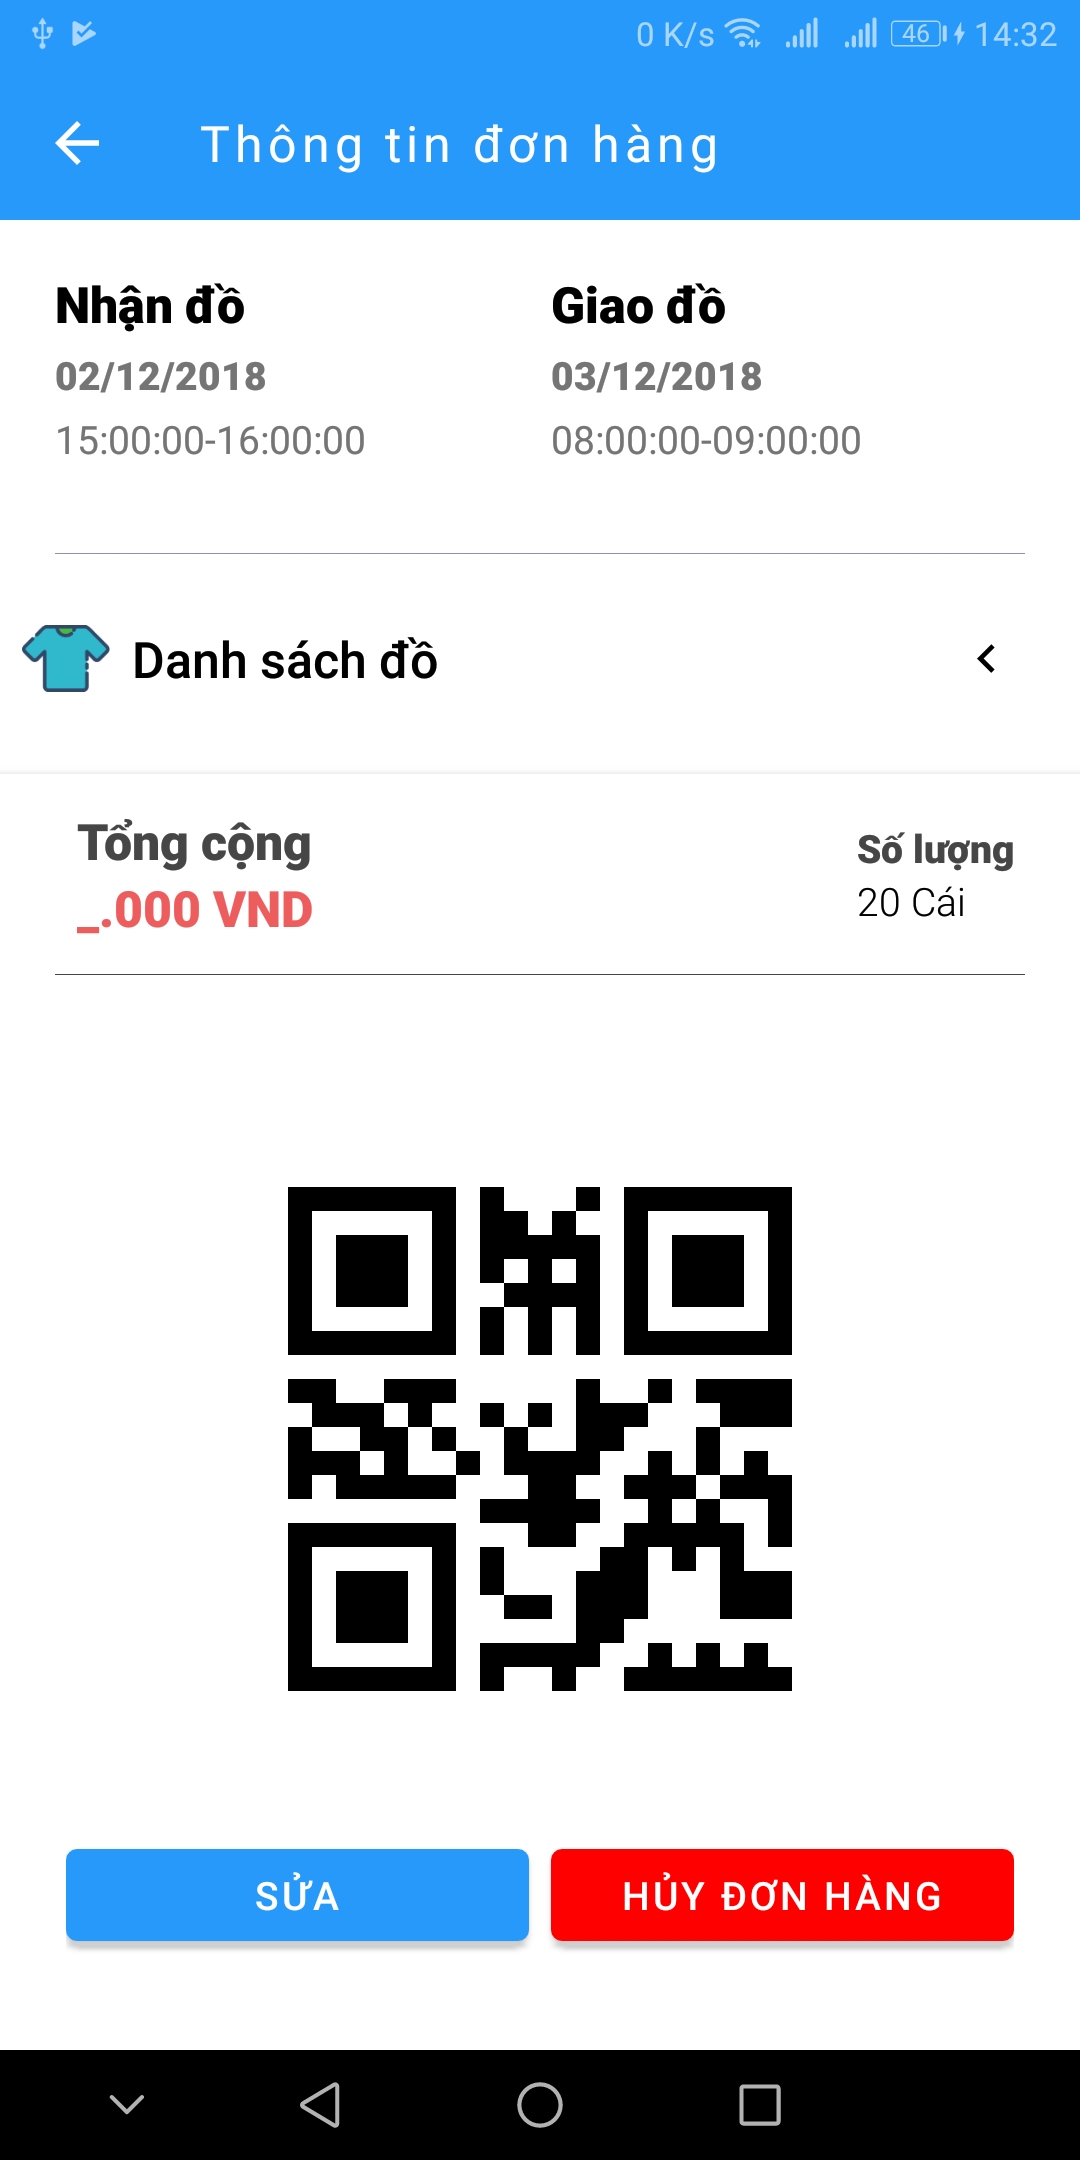 0 K/s 46 14:32
Thông tin đơn hàng
Nhận đồ
02/12/2018
15:00:00-16:00:00
Giao đồ
03/12/2018
08:00:00-09:00:00
Danh sách đồ
Tổng cộng
_.000 VND
Số lượng
20 Cái
SỬA
HỦY ĐƠN HÀNG